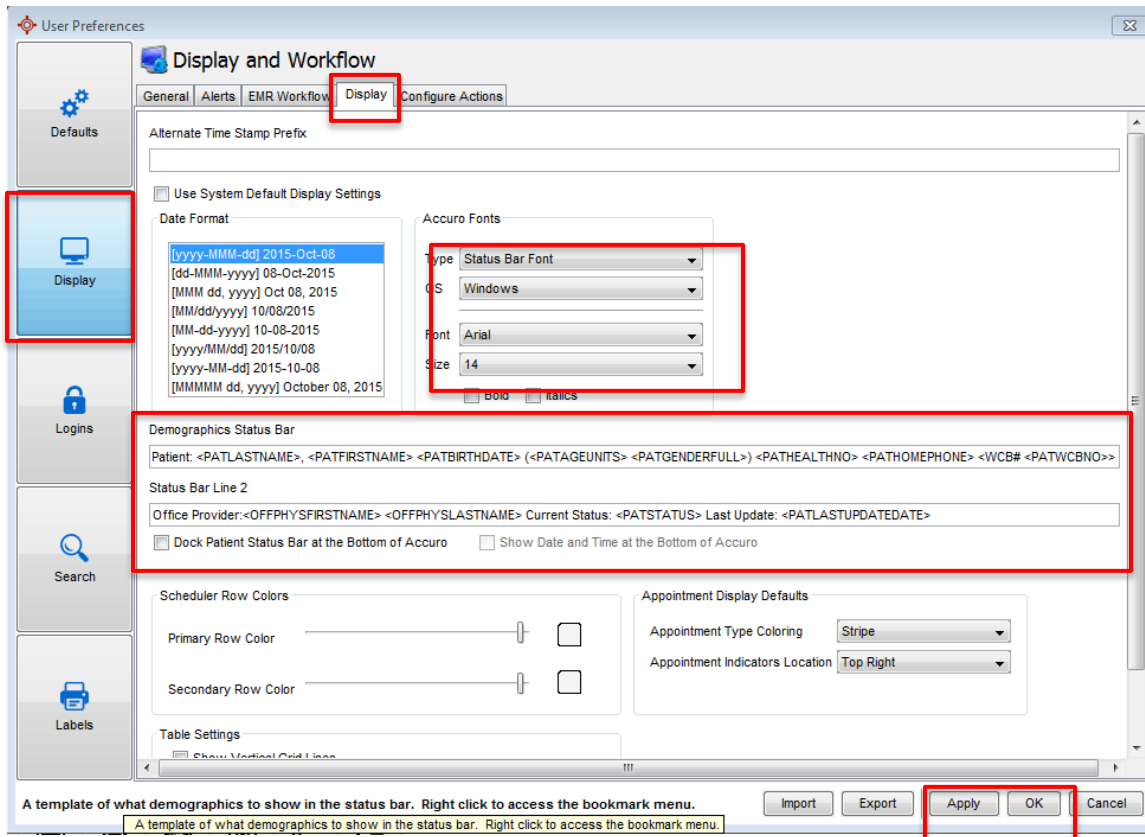 User Preferences
Display and Workflow
General Alerts EMR Workflow Display Configure Actions
Defaults
Alternate Time Stamp Prefix
Use System Default Display Settings
Date Format
Accuro Fonts
[yyyy-MMM-dd] 2015-Oct-08
[dd-MMM-yyyy] 08-Oct-2015
[MMM dd, yyyy] Oct 08, 2015
[MM/dd/yyyy] 10/08/2015
[MM-dd-yyyy] 10-08-2015
[yyyy/MM/dd] 2015/10/08
[yyyy-MM-dd] 2015-10-08
[MMMMM dd, yyyy] October 08, 2015
Type Status Bar Font
OS Windows
Font Arial
Size 14
Bold Italics
Display
Logins
Demographics Status Bar
Patient: <PATLASTNAME>, <PATFIRSTNAME> <PATBIRTHDATE> (<PATAGEUNITS> <PATGENDERFULL>) <PATHEALTHNO> <PATHOMEPHONE> <WCB# <PATWCBNO>>
Status Bar Line 2
Office Provider:<OFFPHYSFIRSTNAME> <OFFPHYSLASTNAME> Current Status: <PATSTATUS> Last Update: <PATLASTUPDATEDATE>
Dock Patient Status Bar at the Bottom of Accuro Show Date and Time at the Bottom of Accuro
Search
Scheduler Row Colors
Primary Row Color
Secondary Row Color
Appointment Display Defaults
Appointment Type Coloring Stripe
Appointment Indicators Location Top Right
Labels
Table Settings
Show Vertical Grid Lines
A template of what demographics to show in the status bar. Right click to access the bookmark menu.
Import Export Apply OK Cancel
A template of what demographics to show in the status bar. Right click to access the bookmark menu.